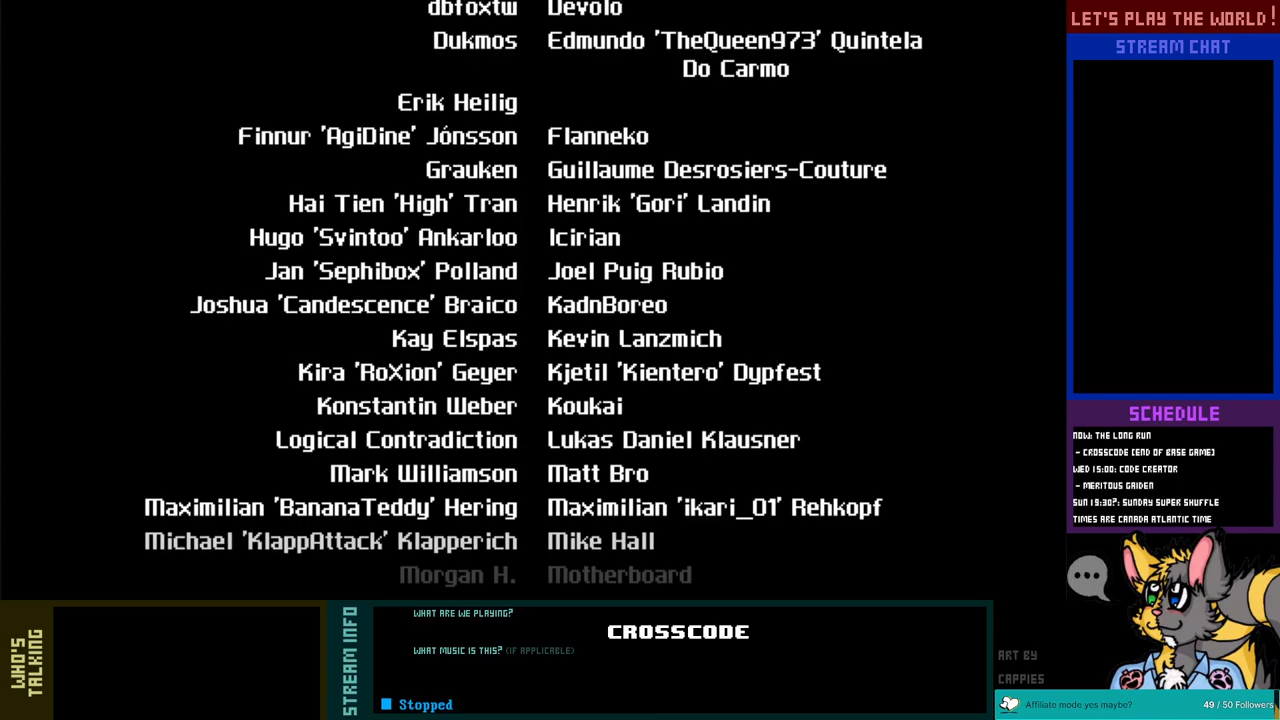 dbfoxtw Devolo
Dukmos Edmundo 'TheQueen973' Quintela
Do Carmo
Erik Heilig
Finnur 'AgiDine' Jónsson Flanneko
Grauken Guillaume Desrosiers-Couture
Hai Tien 'High' Tran Henrik 'Gori' Landin
Hugo 'Svintoo' Ankarloo Icirian
Jan 'Sephibox' Polland Joel Puig Rubio
Joshua 'Candescence' Braico KadnBoreo
Kay Elspas Kevin Lanzmich
Kira 'RoXion' Geyer Kjetil 'Kientero' Dypfest
Konstantin Weber Koukai
Logical Contradiction Lukas Daniel Klausner
Mark Williamson Matt Bro
Maximilian 'BananaTeddy' Hering Maximilian 'ikari_01' Rehkopf
Michael 'KlappAttack' Klapperich Mike Hall
Morgan H. Motherboard
LET'S PLAY THE WORLD!
STREAM CHAT
SCHEDULE
NOW: THE LONG RUN
- CROSSCODE [END OF BASE GAME]
WED 15:00: CODE CREATOR
- MERITOUS GAIDEN
SUN 15:30?: SUNDAY SUPER SHUFFLE
TIMES ARE CANADA ATLANTIC TIME
WHO'S
TALKING
STREAM INFO
WHAT ARE WE PLAYING?
CROSSCODE
WHAT MUSIC IS THIS? (IF APPLICABLE)
Stopped
ART BY
CAPPIES
Affiliate mode yes maybe? 49 / 50 Followers